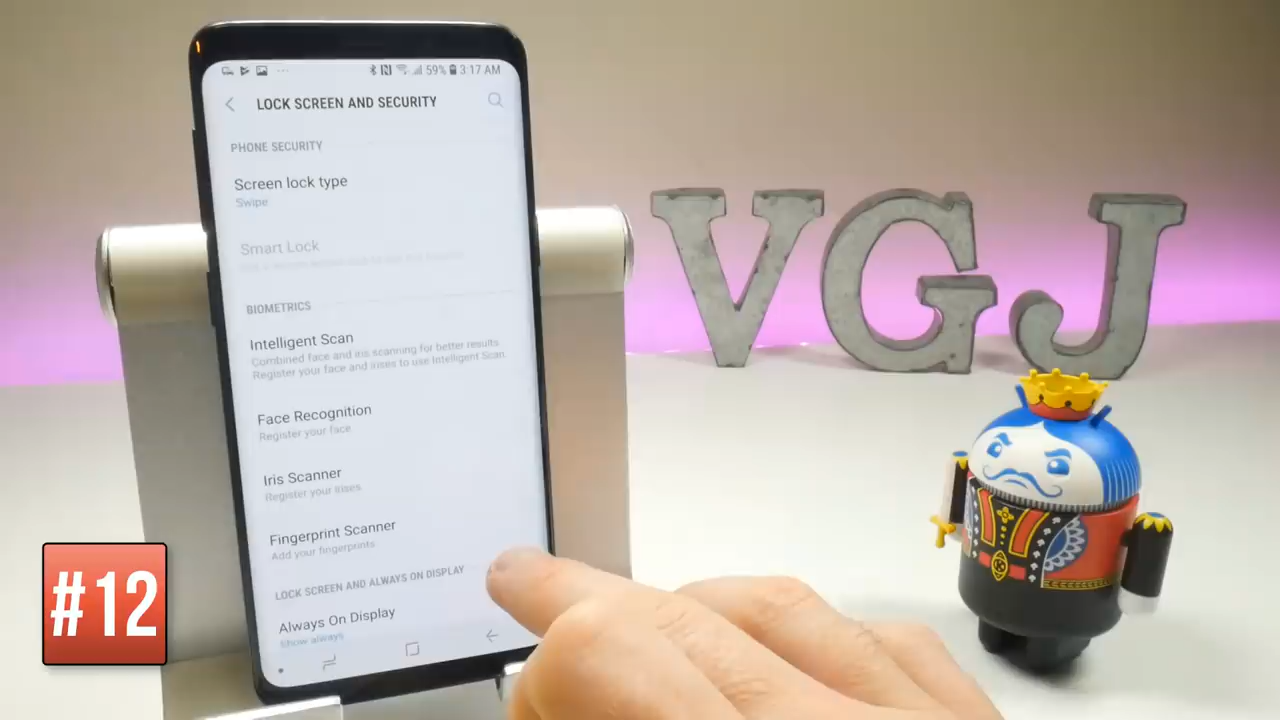 59% 3:17 AM
LOCK SCREEN AND SECURITY
PHONE SECURITY
Screen lock type
Swipe
Smart Lock
BIOMETRICS
Intelligent Scan
Combined face and iris scanning for better results
Register your face and irises to use Intelligent Scan.
Face Recognition
Register your face
Iris Scanner
Register your irises
Fingerprint Scanner
Add your fingerprints
LOCK SCREEN AND ALWAYS ON DISPLAY
Always On Display
Show always
VGJ
#12